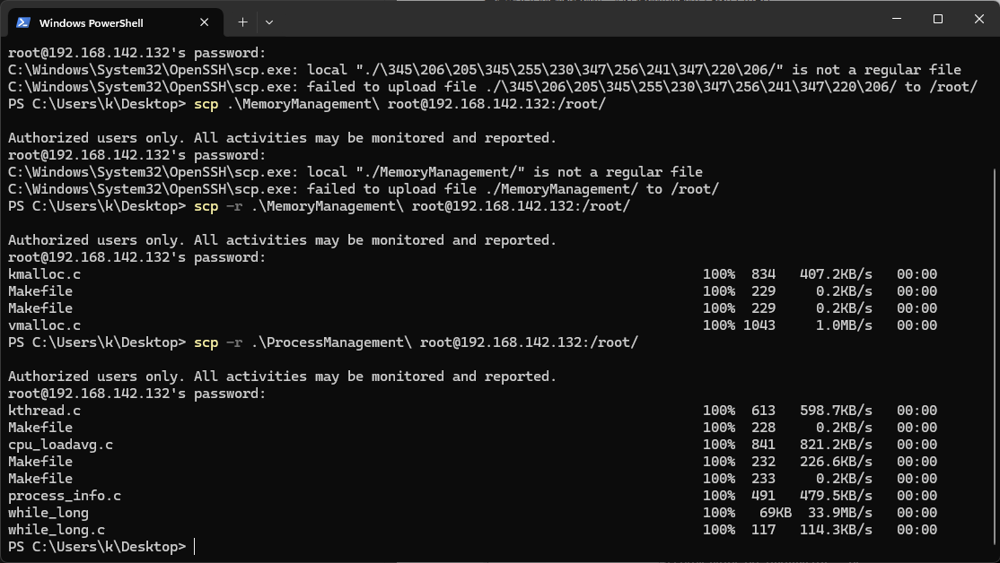 Windows PowerShell
root@192.168.142.132's password:
C:\Windows\System32\OpenSSH\scp.exe: local "./\345\206\205\345\255\230\347\256\241\347\220\206/" is not a regular file
C:\Windows\System32\OpenSSH\scp.exe: failed to upload file ./\345\206\205\345\255\230\347\256\241\347\220\206/ to /root/
PS C:\Users\k\Desktop> scp .\MemoryManagement\ root@192.168.142.132:/root/
Authorized users only. All activities may be monitored and reported.
root@192.168.142.132's password:
C:\Windows\System32\OpenSSH\scp.exe: local "./MemoryManagement/" is not a regular file
C:\Windows\System32\OpenSSH\scp.exe: failed to upload file ./MemoryManagement/ to /root/
PS C:\Users\k\Desktop> scp -r .\MemoryManagement\ root@192.168.142.132:/root/
Authorized users only. All activities may be monitored and reported.
root@192.168.142.132's password:
kmalloc.c 100% 834 407.2KB/s 00:00
Makefile 100% 229 0.2KB/s 00:00
Makefile 100% 229 0.2KB/s 00:00
vmalloc.c 100% 1043 1.0MB/s 00:00
PS C:\Users\k\Desktop> scp -r .\ProcessManagement\ root@192.168.142.132:/root/
Authorized users only. All activities may be monitored and reported.
root@192.168.142.132's password:
kthread.c 100% 613 598.7KB/s 00:00
Makefile 100% 228 0.2KB/s 00:00
cpu_loadavg.c 100% 841 821.2KB/s 00:00
Makefile 100% 232 226.6KB/s 00:00
Makefile 100% 233 0.2KB/s 00:00
process_info.c 100% 491 479.5KB/s 00:00
while_long 100% 69KB 33.9MB/s 00:00
while_long.c 100% 117 114.3KB/s 00:00
PS C:\Users\k\Desktop>